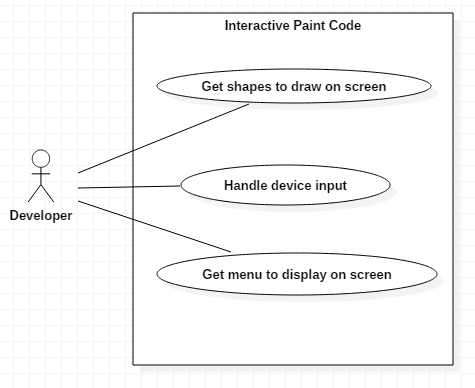 Interactive Paint Code
Get shapes to draw on screen
Handle device input
Developer
Get menu to display on screen